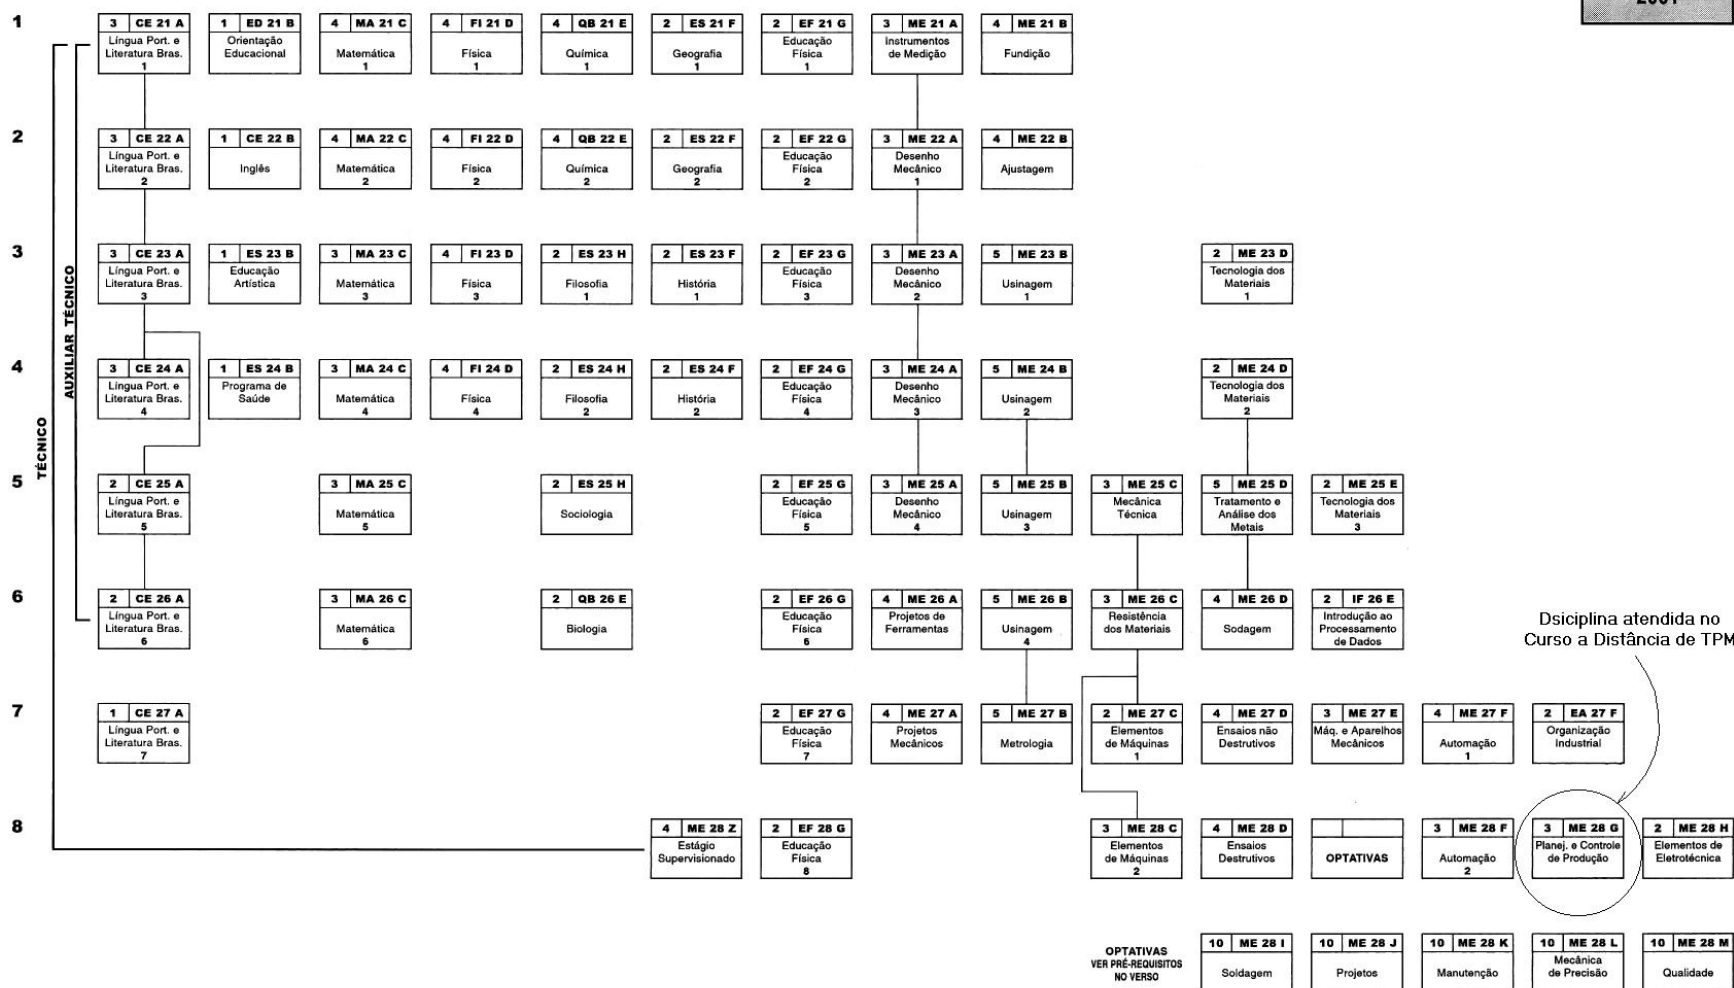 2001
1
3 CE 21 A
Língua Port. e
Literatura Bras.
1
1 ED 21 B
Orientação
Educacional
4 MA 21 C
Matemática
1
4 FI 21 D
Física
1
4 QB 21 E
Química
1
2 ES 21 F
Geografia
1
2 EF 21 G
Educação
Física
1
3 ME 21 A
Instrumentos
de Medição
4 ME 21 B
Fundição
2
3 CE 22 A
Língua Port. e
Literatura Bras.
2
1 CE 22 B
Inglês
4 MA 22 C
Matemática
2
4 FI 22 D
Física
2
4 QB 22 E
Química
2
2 ES 22 F
Geografia
2
2 EF 22 G
Educação
Física
2
3 ME 22 A
Desenho
Mecânico
1
4 ME 22 B
Ajustagem
3
3 CE 23 A
Língua Port. e
Literatura Bras.
3
1 ES 23 B
Educação
Artística
3 MA 23 C
Matemática
3
4 FI 23 D
Física
3
2 ES 23 H
Filosofia
1
2 ES 23 F
História
1
2 EF 23 G
Educação
Física
3
3 ME 23 A
Desenho
Mecânico
2
5 ME 23 B
Usinagem
1
2 ME 23 D
Tecnologia dos
Materiais
1
AUXILIAR TÉCNICO
TÉCNICO
4
3 CE 24 A
Língua Port. e
Literatura Bras.
4
1 ES 24 B
Programa de
Saúde
3 MA 24 C
Matemática
4
4 FI 24 D
Física
4
2 ES 24 H
Filosofia
2
2 ES 24 F
História
2
2 EF 24 G
Educação
Física
4
3 ME 24 A
Desenho
Mecânico
3
5 ME 24 B
Usinagem
2
2 ME 24 D
Tecnologia dos
Materiais
2
5
2 CE 25 A
Língua Port. e
Literatura Bras.
5
3 MA 25 C
Matemática
5
2 ES 25 H
Sociologia
2 EF 25 G
Educação
Física
5
3 ME 25 A
Desenho
Mecânico
4
5 ME 25 B
Usinagem
3
3 ME 25 C
Mecânica
Técnica
5 ME 25 D
Tratamento e
Análise dos
Metais
2 ME 25 E
Tecnologia dos
Materiais
3
6
2 CE 26 A
Língua Port. e
Literatura Bras.
6
3 MA 26 C
Matemática
6
2 QB 26 E
Biologia
2 EF 26 G
Educação
Física
6
4 ME 26 A
Projetos de
Ferramentas
5 ME 26 B
Usinagem
4
3 ME 26 C
Resistência
dos Materiais
4 ME 26 D
Sodagem
2 IF 26 E
Introdução ao
Processamento
de Dados
Dsiciplina atendida no
Curso a Distância de TPM
7
1 CE 27 A
Língua Port. e
Literatura Bras.
7
2 EF 27 G
Educação
Física
7
4 ME 27 A
Projetos
Mecânicos
5 ME 27 B
Metrologia
2 ME 27 C
Elementos
de Máquinas
1
4 ME 27 D
Ensaios não
Destrutivos
3 ME 27 E
Máq. e Aparelhos
Mecânicos
4 ME 27 F
Automação
1
2 EA 27 F
Organização
Industrial
8
4 ME 28 Z
Estágio
Supervisionado
2 EF 28 G
Educação
Física
8
3 ME 28 C
Elementos
de Máquinas
2
4 ME 28 D
Ensaios
Destrutivos
OPTATIVAS
3 ME 28 F
Automação
2
3 ME 28 G
Planej. e Controle
de Produção
2 ME 28 H
Elementos de
Eletrotécnica
OPTATIVAS
VER PRÉ-REQUISITOS
NO VERSO
10 ME 28 I
Soldagem
10 ME 28 J
Projetos
10 ME 28 K
Manutenção
10 ME 28 L
Mecânica
de Precisão
10 ME 28 M
Qualidade